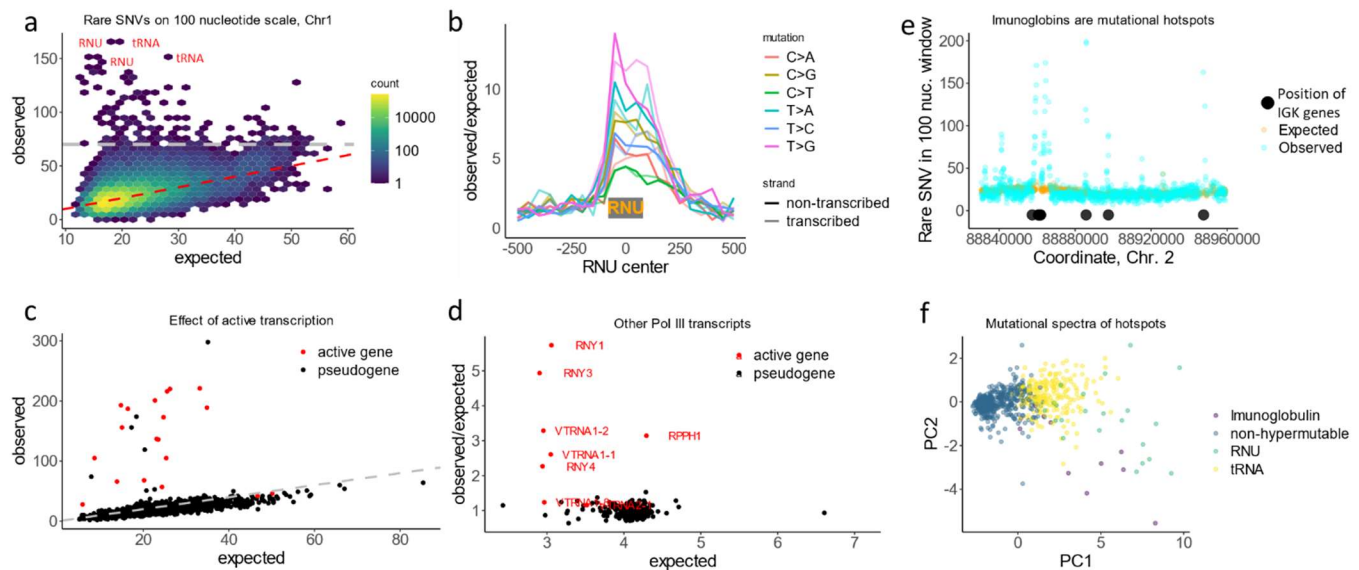 a
Rare SNVs on 100 nucleotide scale, Chr1
RNU
tRNA
RNU
tRNA
150
100
50
0
observed
10
20
30
40
50
60
expected
count
10000
100
1
b
10
5
0
observed/expected
RNU
-500
-250
0
250
500
RNU center
mutation
C>A
C>G
C>T
T>A
T>C
T>G
strand
non-transcribed
transcribed
e
Imunoglobins are mutational hotspots
Rare SNV in 100 nuc. window
200
150
100
50
0
88840000
88880000
88920000
88960000
Coordinate, Chr. 2
Position of
IGK genes
Expected
Observed
c
Effect of active transcription
300
200
100
0
observed
20
40
60
80
expected
active gene
pseudogene
d
Other Pol III transcripts
5
4
3
2
1
observed/expected
RNY1
RNY3
VTRNA1-2
RPPH1
VTRNA1-1
RNY4
3
4
5
6
7
expected
active gene
pseudogene
f
Mutational spectra of hotspots
2
0
-2
-4
PC2
0
5
10
PC1
Imunoglobulin
non-hypermutable
RNU
tRNA